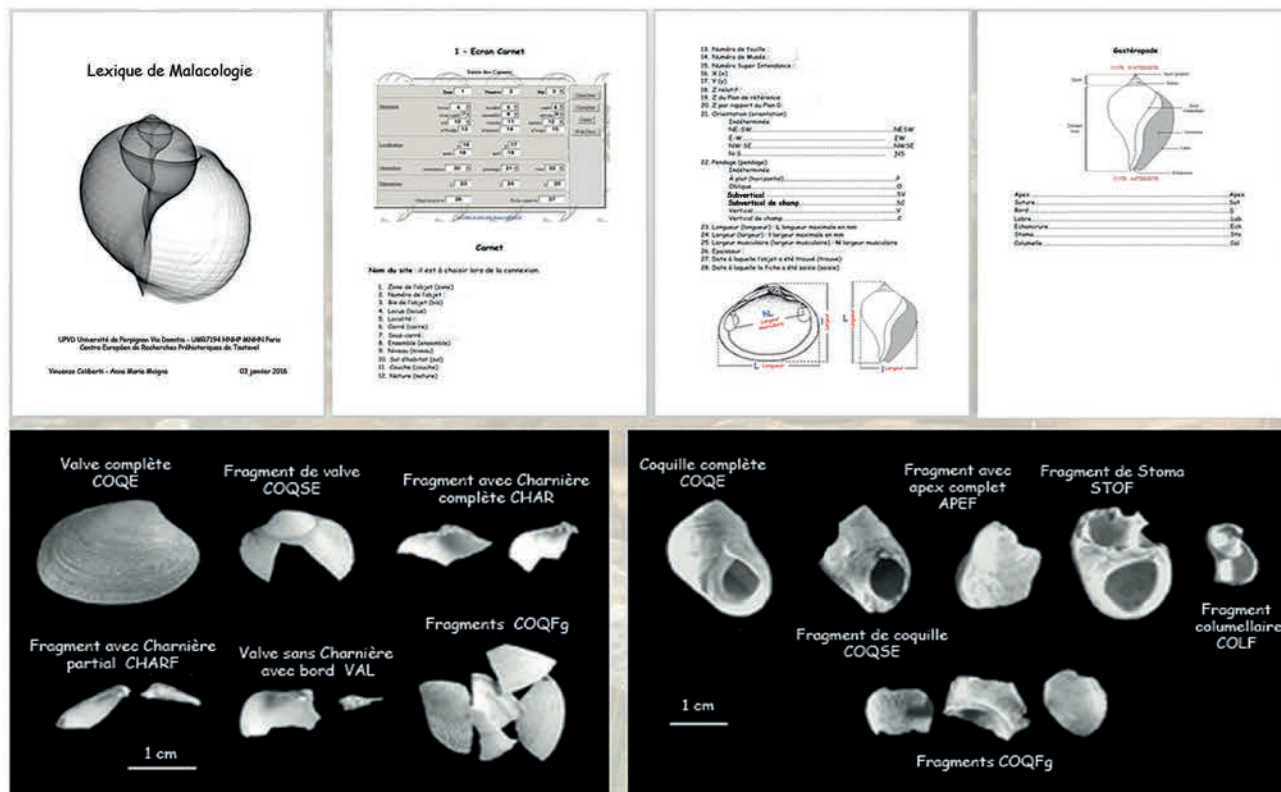 Lexique de Malacologie
UPVD Université de Perpignan Via Domitia - UMR7194 HNHP MNHN Paris
Centre Européen de Recherches Préhistoriques de Tautavel
Vincenzo Celiberti - Anne Marie Moigne
03 janvier 2016
1 - Ecran Carnet
Carnet
Nom du site : il est à choisir lors de la connexion.
1. Zone de l'objet (zone)
2. Numéro de l'objet :
3. Bis de l'objet (bis)
4. Locus (locus)
5. Localité :
6. Carré (carre)
7. Sous-carré :
8. Ensemble (ensemble)
9. Niveau (niveau)
10. Sol d'habitat (sol)
11. Couche (couche)
12. Nature (nature)
13. Numéro de fouille :
14. Numéro de Musée :
15. Numéro Super Intendance :
16. X (x)
17. Y (y)
18. Z relatif :
19. Z du Plan de référence
20. Z par rapport au Plan 0
21. Orientation (orientation)
Indéterminée
NE-SW NESW
E-W EW
NW-SE NWSE
N-S
22. Pendage (pendage)
Indéterminée
À plat (horizontal) P
Oblique O
Subvertical SV
Subvertical de champ SC
Vertical V
Vertical de champ C
23. Longueur (longueur) : L longueur maximale en mm
24. Largeur (largeur) : l largeur maximale en mm
25. Largeur musculaire (largeur musculaire) : Nl largeur musculaire
26. Epaisseur :
27. Date à laquelle l'objet a été trouvé (trouve)
28. Date à laquelle la fiche a été saisie (saisie)
Gastéropode
Apex Apex
Suture Sut
Bord
Labre Lab
Echancrure Ech
Stoma Sto
Columelle Col
Valve complète
COQE
Fragment de valve
COQSE
Fragment avec Charnière
complète CHAR
Fragment avec Charnière
partial CHARF
Valve sans Charnière
avec bord VAL
Fragments COQFg
1 cm
Coquille complète
COQE
Fragment avec
apex complet
APEF
Fragment de Stoma
STOF
Fragment de coquille
COQSE
Fragment
columellaire
COLF
1 cm
Fragments COQFg